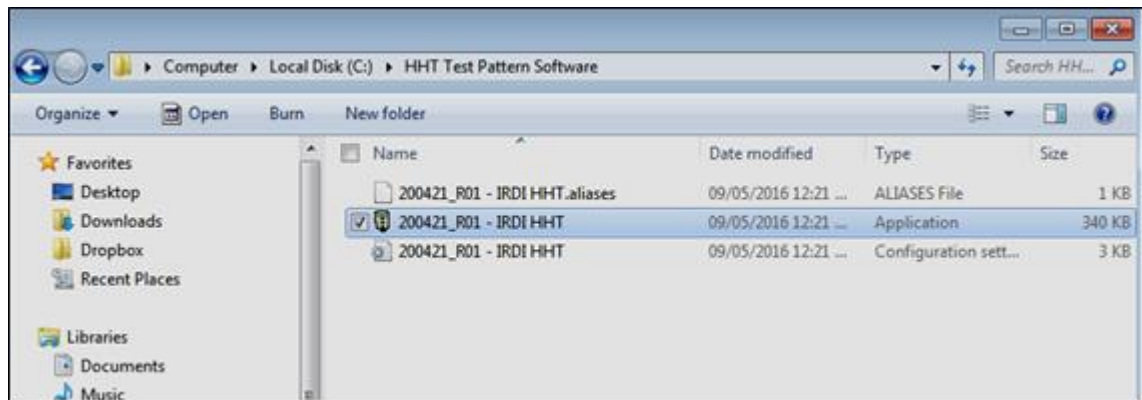 Computer Local Disk (C:) HHT Test Pattern Software Search HH...
Organize Open Burn New folder
Favorites
Desktop
Downloads
Dropbox
Recent Places
Libraries
Documents
Music
Name Date modified Type Size
200421_R01 - IRDI HHT.aliases 09/05/2016 12:21 ... ALIASES File 1 KB
200421_R01 - IRDI HHT 09/05/2016 12:21 ... Application 340 KB
200421_R01 - IRDI HHT 09/05/2016 12:21 ... Configuration sett... 3 KB